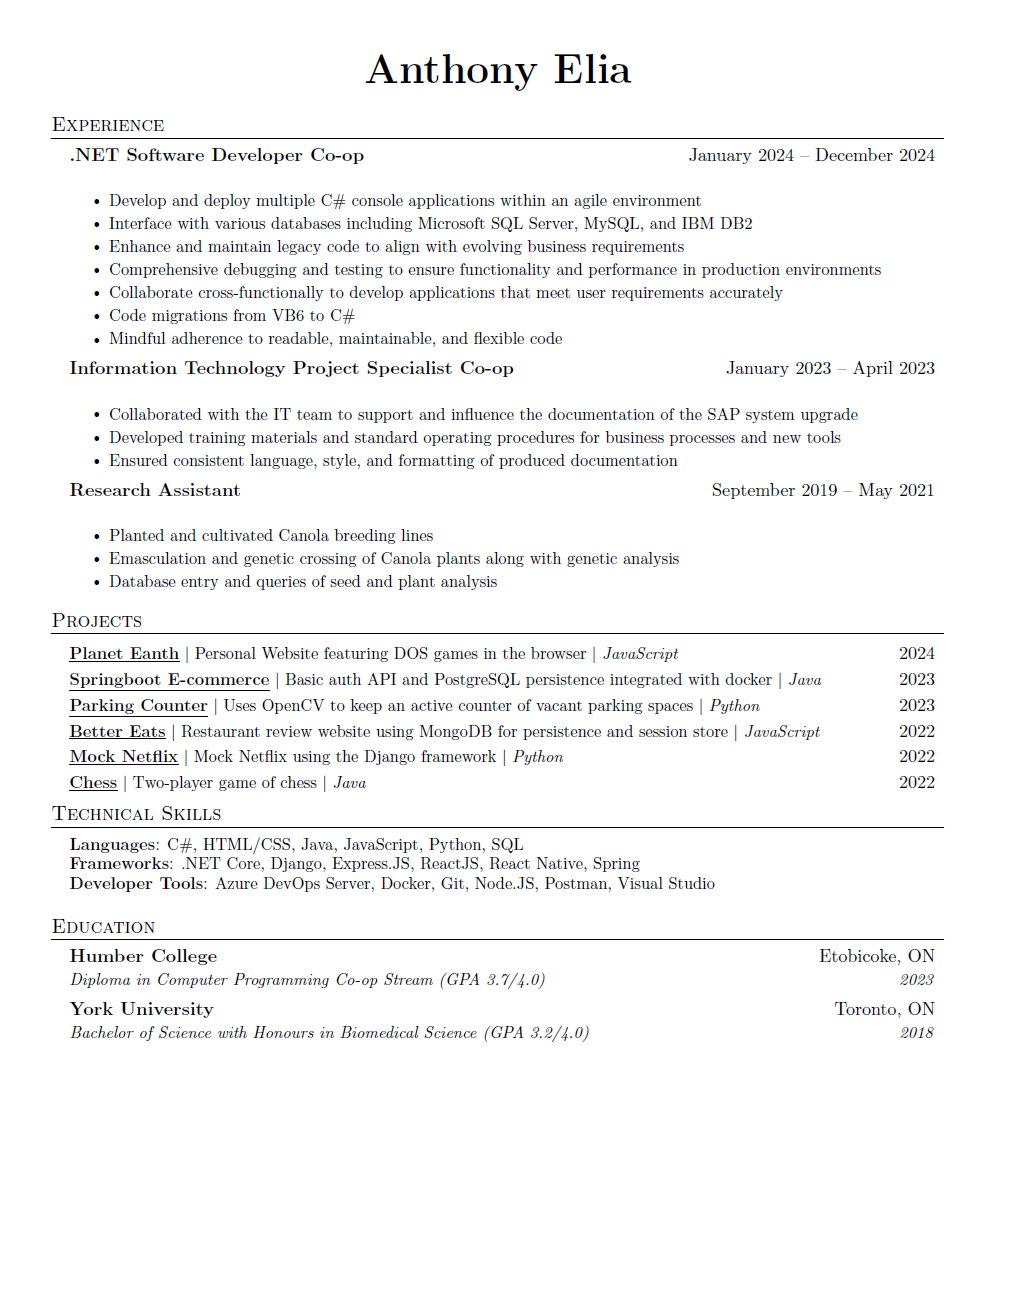 Anthony Elia
Experience
.NET Software Developer Co-op January 2024 – December 2024
• Develop and deploy multiple C# console applications within an agile environment
• Interface with various databases including Microsoft SQL Server, MySQL, and IBM DB2
• Enhance and maintain legacy code to align with evolving business requirements
• Comprehensive debugging and testing to ensure functionality and performance in production environments
• Collaborate cross-functionally to develop applications that meet user requirements accurately
• Code migrations from VB6 to C#
• Mindful adherence to readable, maintainable, and flexible code
Information Technology Project Specialist Co-op January 2023 – April 2023
• Collaborated with the IT team to support and influence the documentation of the SAP system upgrade
• Developed training materials and standard operating procedures for business processes and new tools
• Ensured consistent language, style, and formatting of produced documentation
Research Assistant September 2019 – May 2021
• Planted and cultivated Canola breeding lines
• Emasculation and genetic crossing of Canola plants along with genetic analysis
• Database entry and queries of seed and plant analysis
Projects
Planet Eanth | Personal Website featuring DOS games in the browser | JavaScript 2024
Springboot E-commerce | Basic auth API and PostgreSQL persistence integrated with docker | Java 2023
Parking Counter | Uses OpenCV to keep an active counter of vacant parking spaces | Python 2023
Better Eats | Restaurant review website using MongoDB for persistence and session store | JavaScript 2022
Mock Netflix | Mock Netflix using the Django framework | Python 2022
Chess | Two-player game of chess | Java 2022
Technical Skills
Languages: C#, HTML/CSS, Java, JavaScript, Python, SQL
Frameworks: .NET Core, Django, Express.JS, ReactJS, React Native, Spring
Developer Tools: Azure DevOps Server, Docker, Git, Node.JS, Postman, Visual Studio
Education
Humber College Etobicoke, ON
Diploma in Computer Programming Co-op Stream (GPA 3.7/4.0) 2023
York University Toronto, ON
Bachelor of Science with Honours in Biomedical Science (GPA 3.2/4.0) 2018